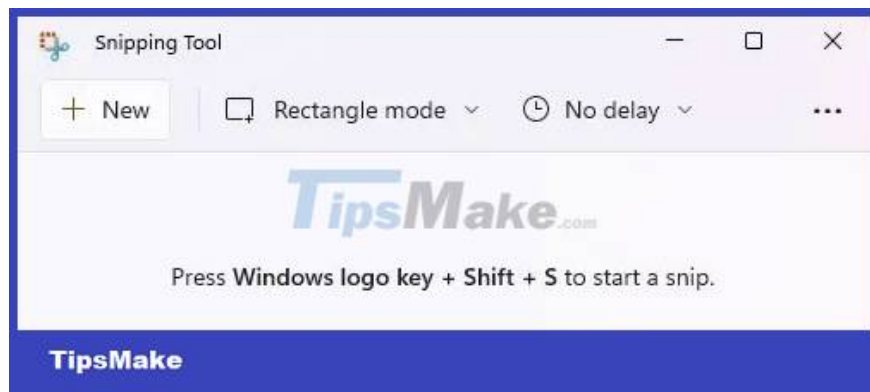 Snipping Tool
New
Rectangle mode
No delay
TipsMake.com
Press Windows logo key + Shift + S to start a snip.
TipsMake